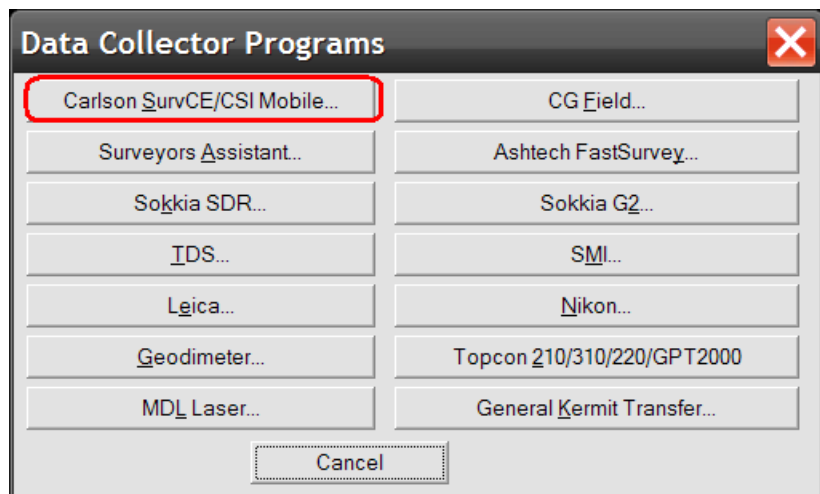 Data Collector Programs
Carlson SurvCE/CSI Mobile...
CG Field...
Surveyors Assistant...
Ashtech FastSurvey...
Sokkia SDR...
Sokkia G2...
TDS...
SMI...
Leica...
Nikon...
Geodimeter...
Topcon 210/310/220/GPT2000
MDL Laser...
General Kermit Transfer...
Cancel